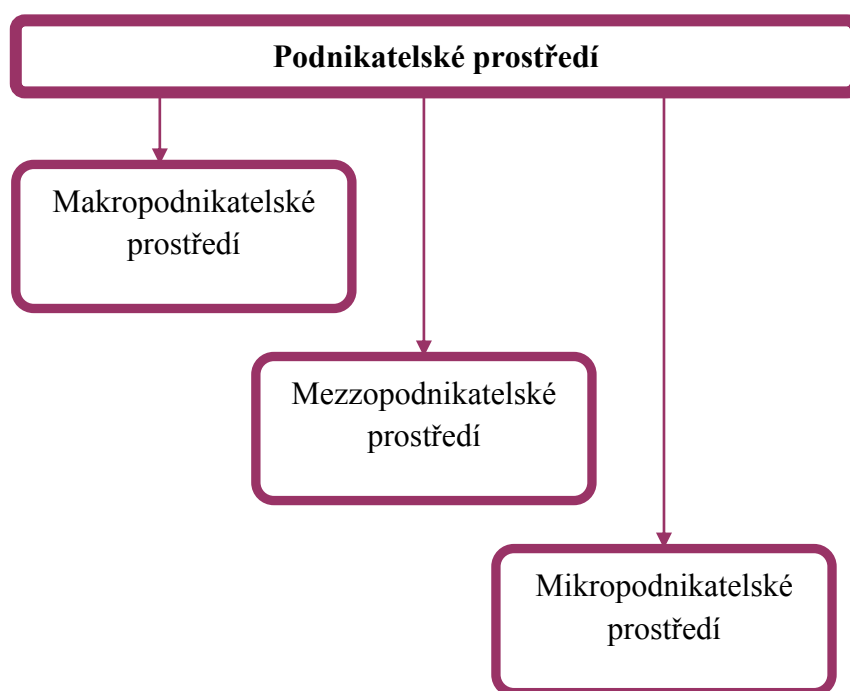 Podnikatelské prostředí
Makropodnikatelské
prostředí
Mezzopodnikatelské
prostředí
Mikropodnikatelské
prostředí